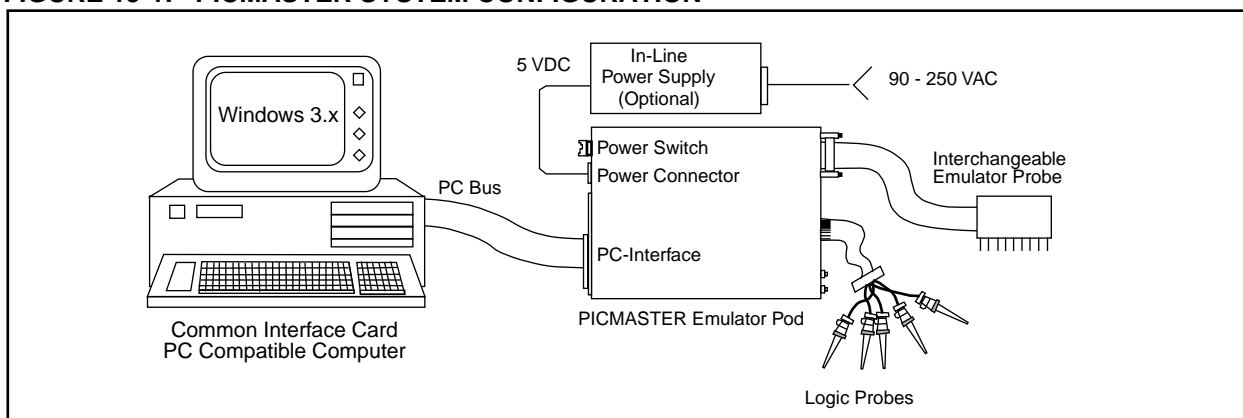 FIGURE 10-1: PICMASTER SYSTEM CONFIGURATION
Windows 3.x
5 VDC
In-Line
Power Supply
(Optional)
90 - 250 VAC
Power Switch
Power Connector
PC Bus
PC-Interface
Interchangeable
Emulator Probe
PICMASTER Emulator Pod
Common Interface Card
PC Compatible Computer
Logic Probes